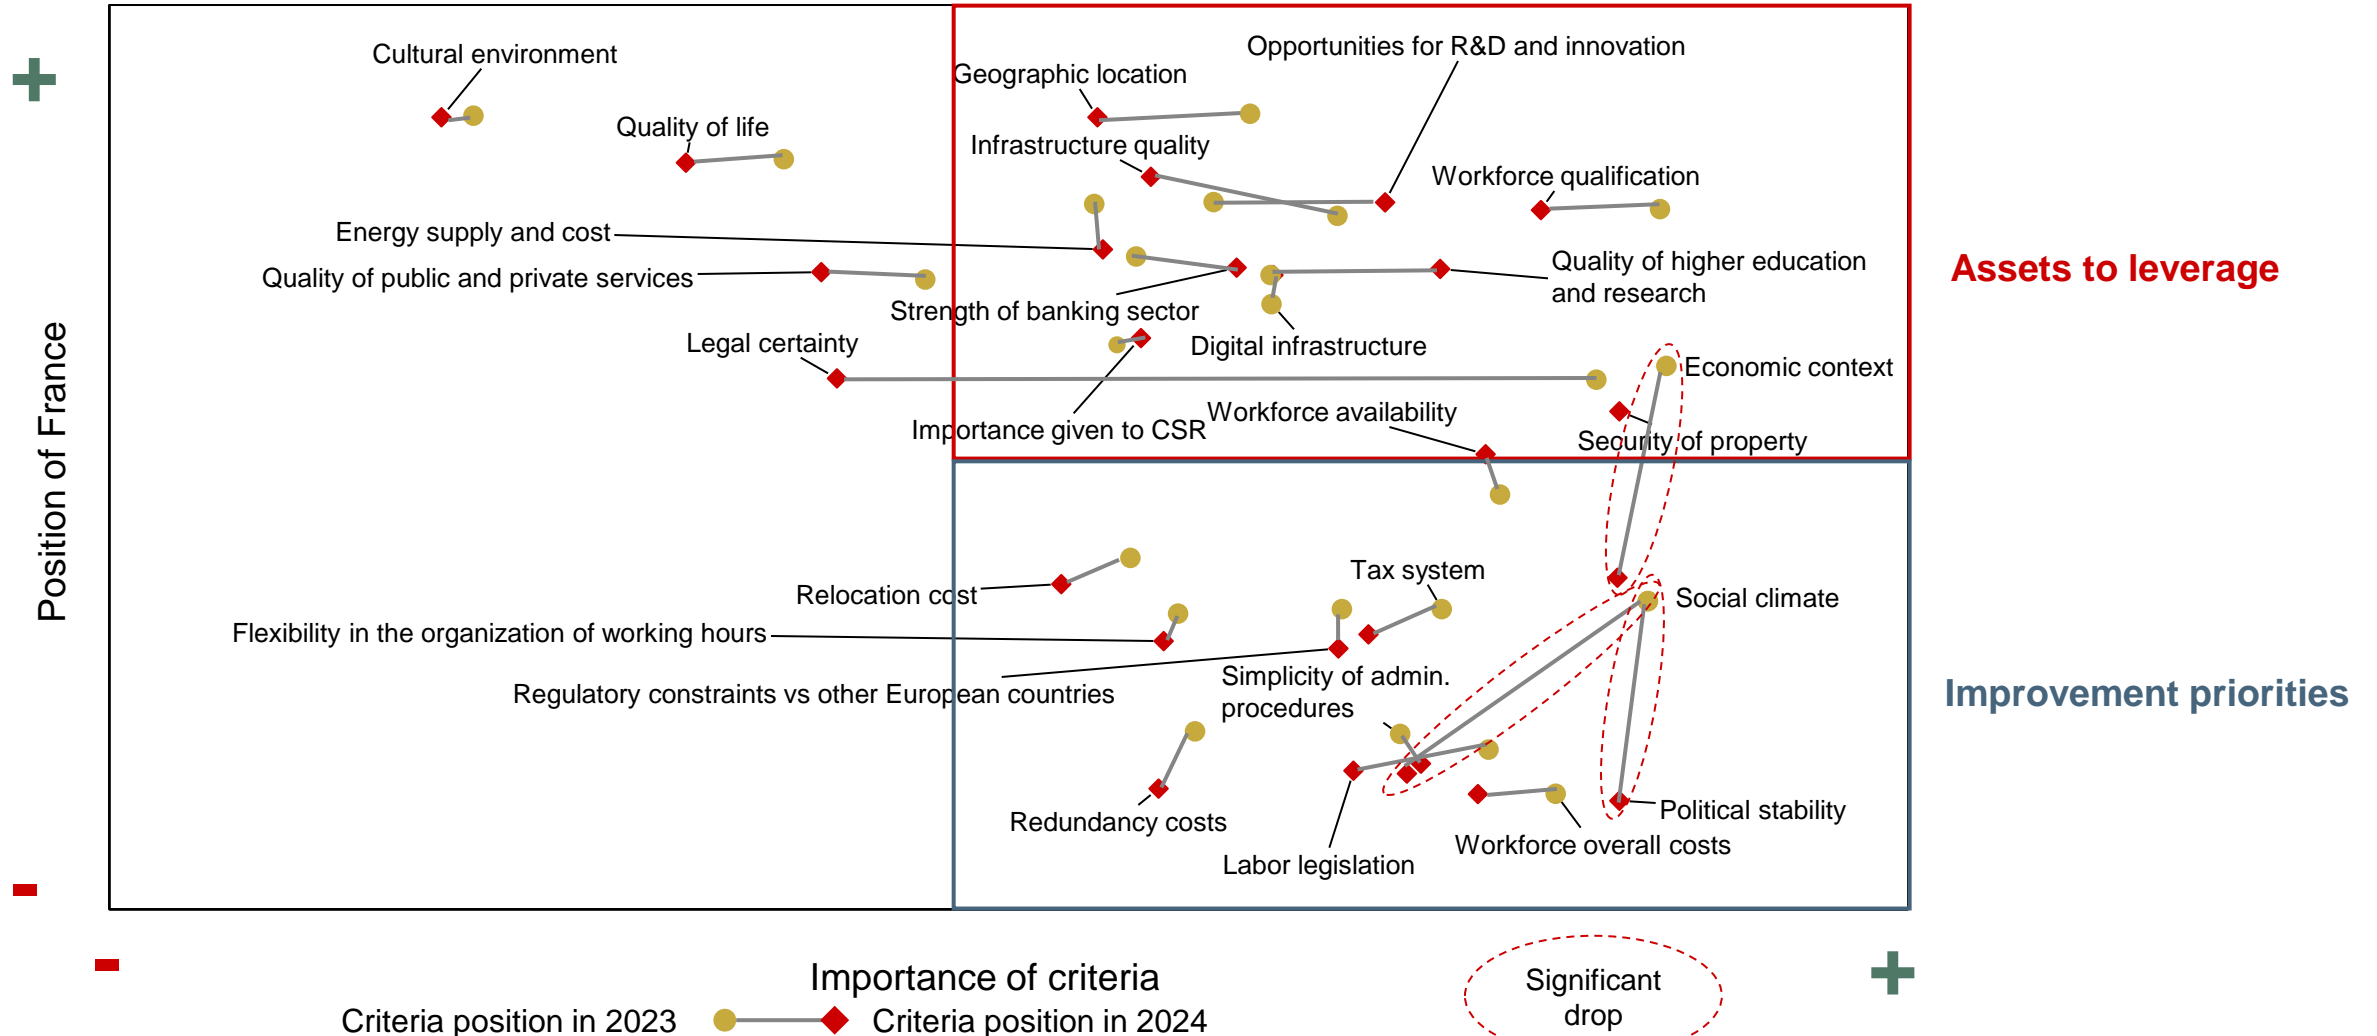 Cultural environment
Opportunities for R&D and innovation
Geographic location
Quality of life
Infrastructure quality
Workforce qualification
Energy supply and cost
Quality of public and private services
Quality of higher education
and research
Assets to leverage
Strength of banking sector
Legal certainty
Digital infrastructure
Economic context
Importance given to CSR
Workforce availability
Security of property
Position of France
Relocation cost
Tax system
Social climate
Flexibility in the organization of working hours
Regulatory constraints vs other European countries
Simplicity of admin.
procedures
Improvement priorities
Redundancy costs
Political stability
Labor legislation
Workforce overall costs
Importance of criteria
Significant
drop
Criteria position in 2023
Criteria position in 2024